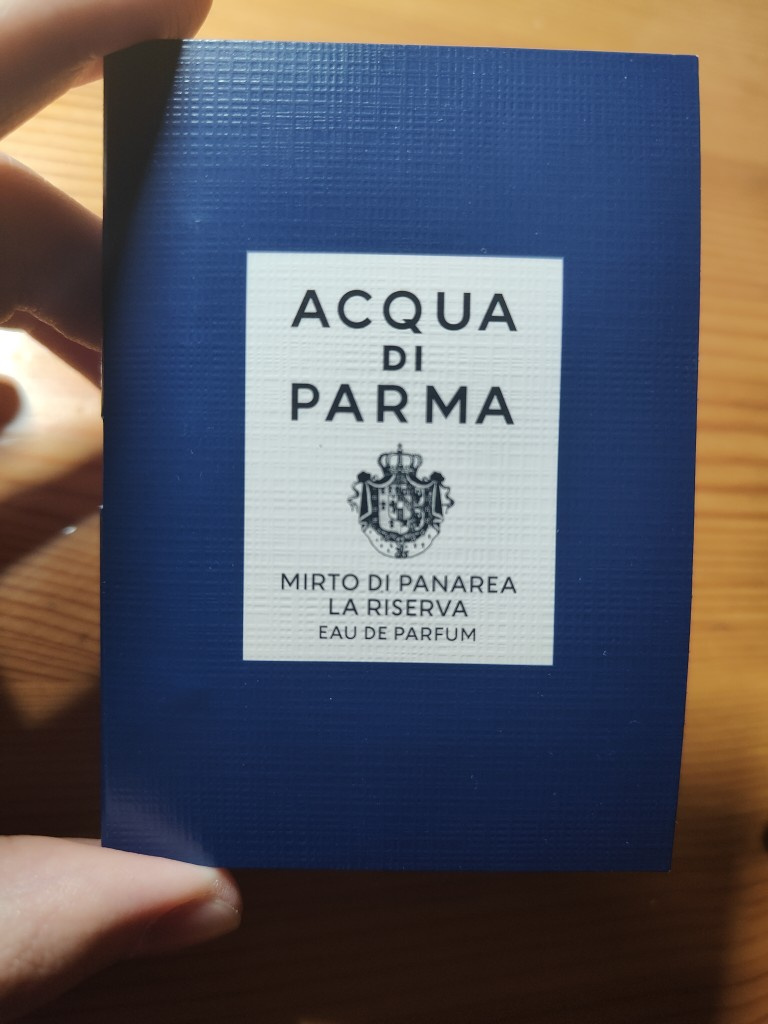 ACQUA
DI
PARMA
MIRTO DI PANAREA
LA RISERVA
EAU DE PARFUM